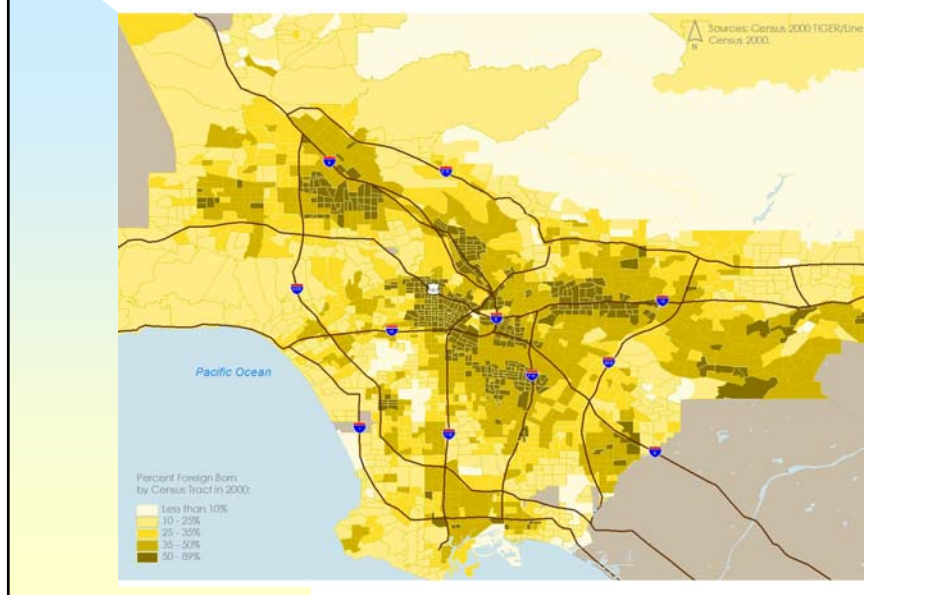 Sources: Census 2000 TIGER/Line
Census 2000.
N
Pacific Ocean
Percent Foreign Born
by Census Tract in 2000:
Less than 10%
10 - 25%
25 - 35%
35 - 50%
50 - 89%